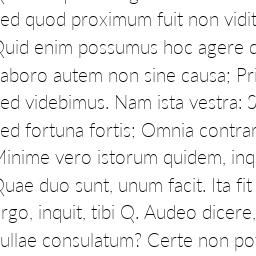 ed quod proximum fuit non vidit
Quid enim possumus hoc agere
aboro autem non sine causa; Pri
ed videbimus. Nam ista vestra: S
ed fortuna fortis; Omnia contrar
Minime vero istorum quidem, inq
Quae duo sunt, unum facit. Ita fit
rgo, inquit, tibi Q. Audeo dicere,
ullae consulatum? Certe non po